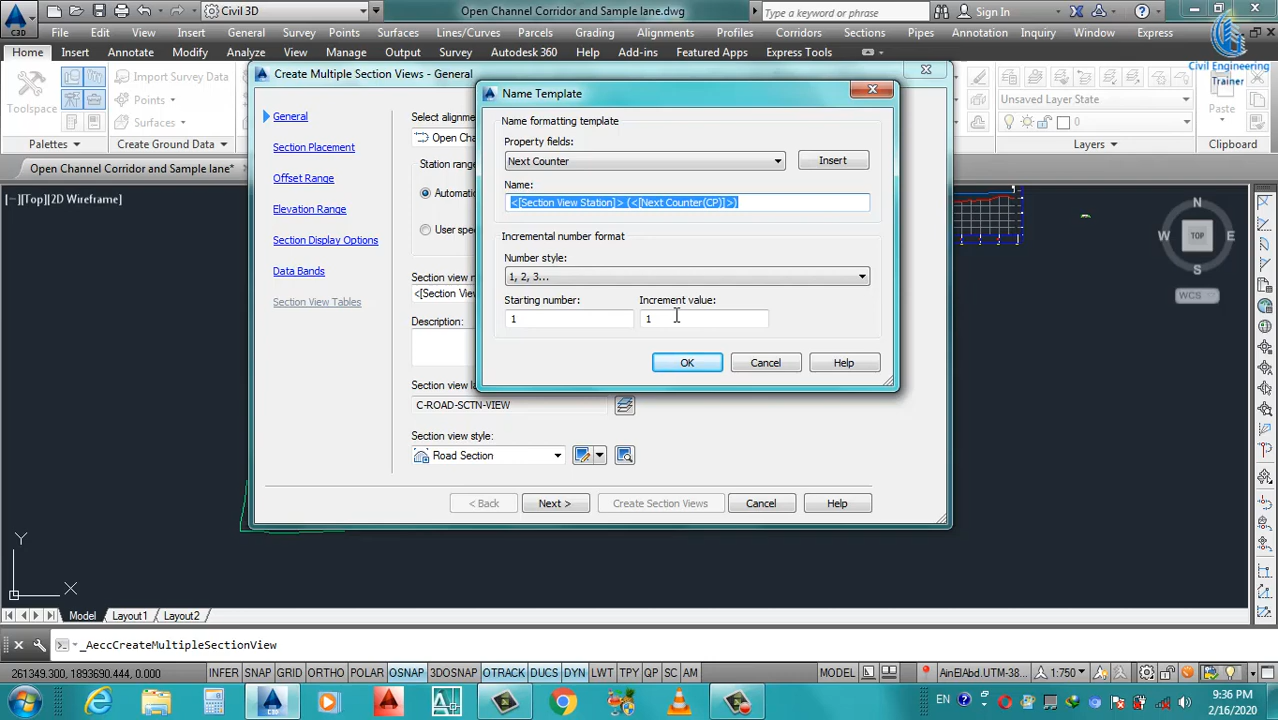 Civil 3D
Open Channel Corridor and Sample lane.dwg
Type a keyword or phrase
Sign In
File Edit View Insert General Survey Points Surfaces Lines/Curves Parcels Grading Alignments Profiles Corridors Sections Pipes Annotation Inquiry Window Express
Home Insert Annotate Modify Analyze View Manage Output Survey Autodesk 360 Help Add-ins Featured Apps Express Tools
C3D
Civil Engineering
Trainer
Toolspace
Import Survey Data
Points
Surfaces
Palettes
Create Ground Data
Unsaved Layer State
0
Layers
Paste
Clipboard
Open Channel Corridor and Sample lane*
[−][Top][2D Wireframe]
Create Multiple Section Views - General
General
Section Placement
Offset Range
Elevation Range
Section Display Options
Data Bands
Section View Tables
Select alignm
Open Cha
Station range
Automatic
User spe
Section view n
<[Section View
Description:
Section view la
C-ROAD-SCTN-VIEW
Section view style:
Road Section
< Back
Next >
Create Section Views
Cancel
Help
Name Template
Name formatting template
Property fields:
Next Counter
Insert
Name:
<[Section View Station]> (<[Next Counter(CP)]>)
Incremental number format
Number style:
1, 2, 3...
Starting number:
Increment value:
1
1
OK
Cancel
Help
N
W
TOP
E
S
WCS
Y
X
Model Layout1 Layout2
_AeccCreateMultipleSectionView
261349.300, 1893690.444, 0.000
INFER SNAP GRID ORTHO POLAR OSNAP 3DOSNAP OTRACK DUCS DYN LWT TPY QP SC AM
MODEL
AinElAbd.UTM-38...
1:750
EN
9:36 PM
2/16/2020